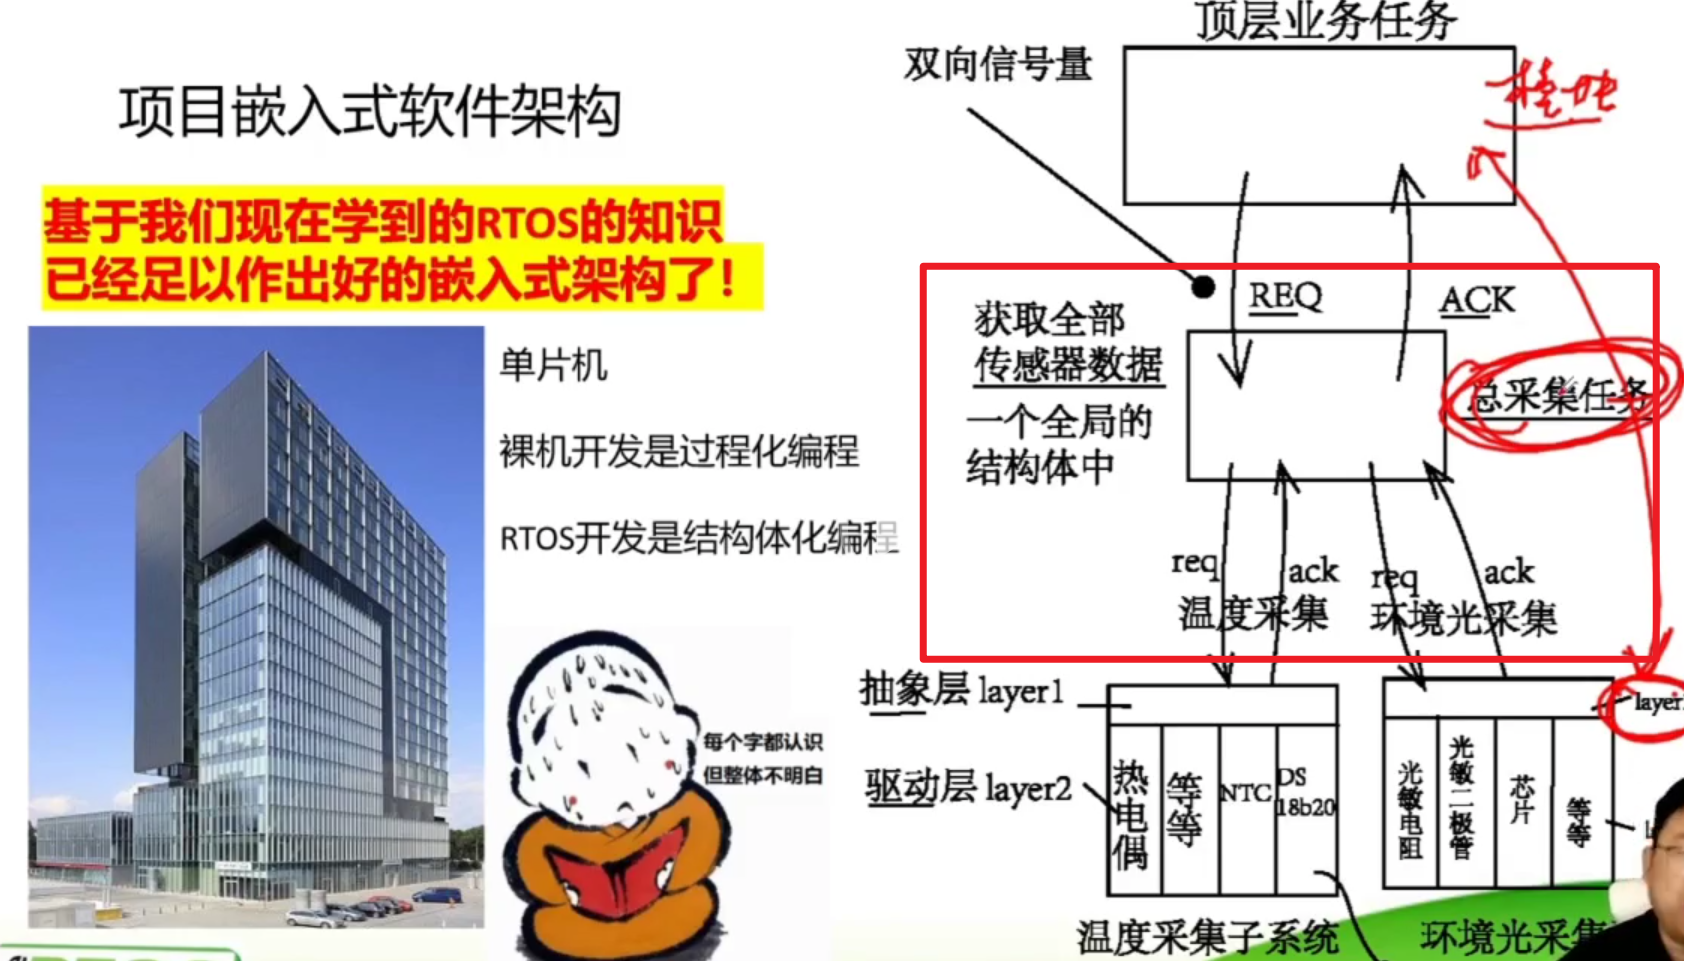 项目嵌入式软件架构
基于我们现在学到的RTOS的知识
已经足以作出好的嵌入式架构了！
单片机
裸机开发是过程化编程
RTOS开发是结构体化编程
每个字都认识
但整体不明白
顶层业务任务
双向信号量
REQ
ACK
获取全部
传感器数据
一个全局的
结构体中
总采集任务
req
ack
req
ack
温度采集
环境光采集
抽象层 layer1
驱动层 layer2
热电偶
等等
NTC
DS
18b20
光敏电阻
光敏二极管
芯片
等等
layer
温度采集子系统
环境光采集